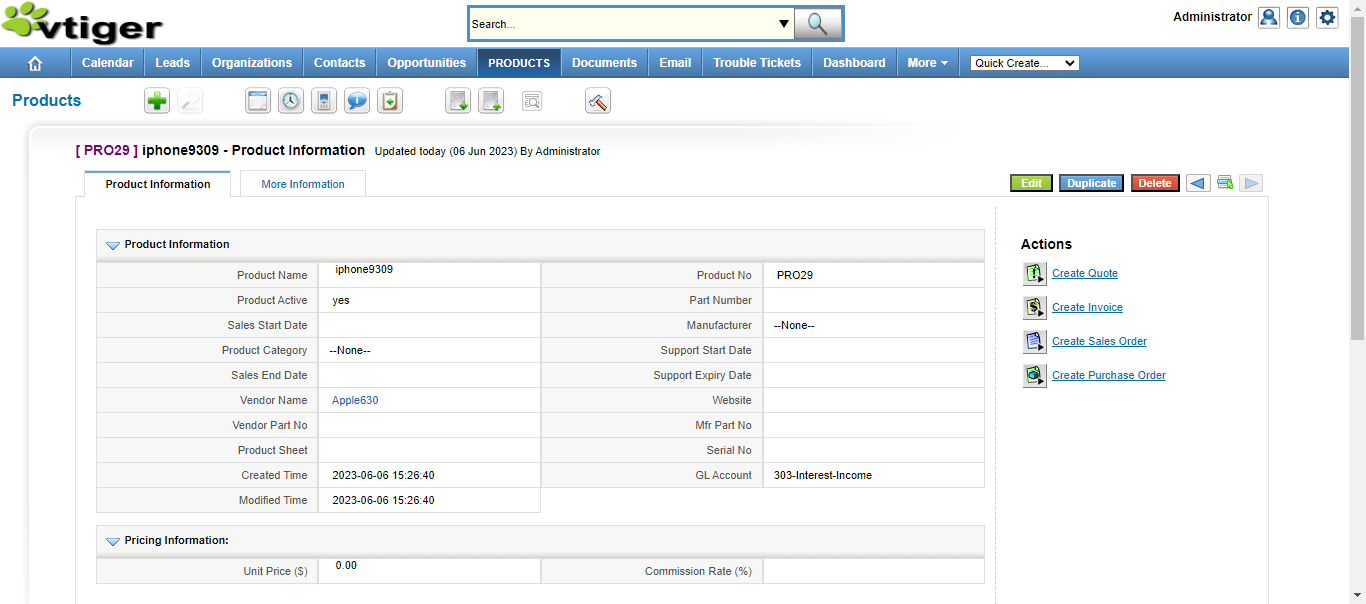 vtiger
Search...
Administrator
Calendar Leads Organizations Contacts Opportunities PRODUCTS Documents Email Trouble Tickets Dashboard More Quick Create...
Products
[ PRO29 ] iphone9309 - Product Information Updated today (06 Jun 2023) By Administrator
Product Information More Information
Edit Duplicate Delete
Product Information
Product Name iphone9309 Product No PRO29
Product Active yes Part Number
Sales Start Date Manufacturer --None--
Product Category --None-- Support Start Date
Sales End Date Support Expiry Date
Vendor Name Apple630 Website
Vendor Part No Mfr Part No
Product Sheet Serial No
Created Time 2023-06-06 15:26:40 GL Account 303-Interest-Income
Modified Time 2023-06-06 15:26:40
Pricing Information:
Unit Price ($) 0.00 Commission Rate (%)
Actions
Create Quote
Create Invoice
Create Sales Order
Create Purchase Order